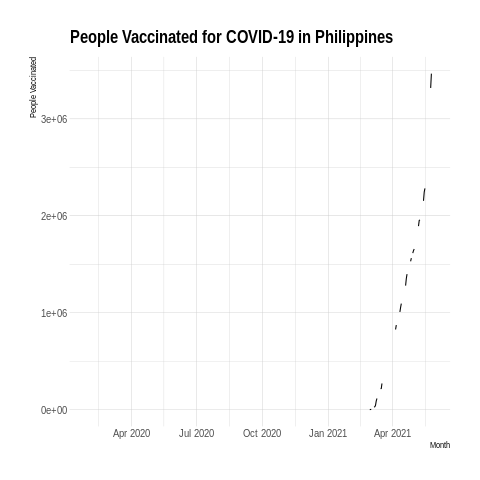 People Vaccinated for COVID-19 in Philippines
People Vaccinated
3e+06
2e+06
1e+06
0e+00
Apr 2020 Jul 2020 Oct 2020 Jan 2021 Apr 2021
Month